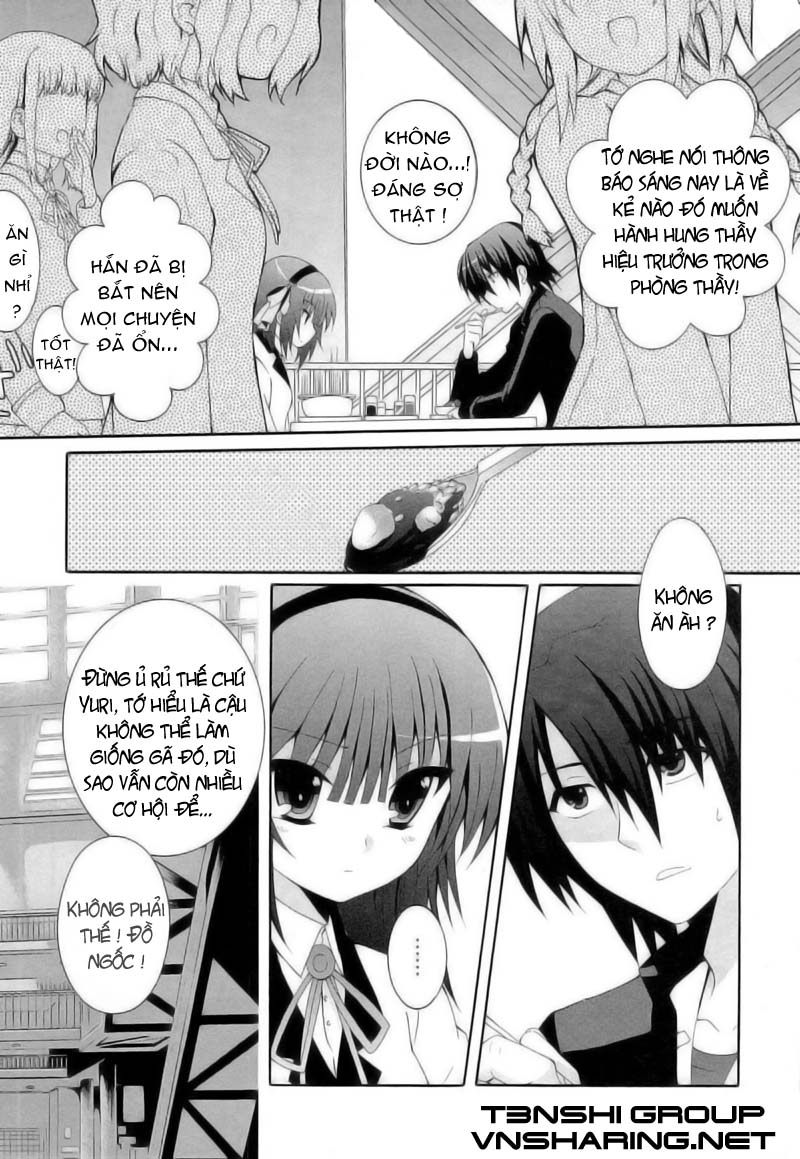 TỚ NGHE NÓI THÔNG
BÁO SÁNG NAY LÀ VỀ
KẺ NÀO ĐÓ MUỐN
HÀNH HUNG THẦY
HIỆU TRƯỞNG TRONG
PHÒNG THẦY!
KHÔNG
ĐỜI NÀO...!
ĐÁNG SỢ
THẬT !
HẮN ĐÃ BỊ
BẮT NÊN
MỌI CHUYỆN
ĐÃ ỔN...
TỐT
THẬT!
ĂN
GÌ
NHỈ
?
KHÔNG
ĂN ÀH ?
......
ĐỪNG Ủ RỦ THẾ CHỨ
YURI, TỚ HIỂU LÀ CẬU
KHÔNG THỂ LÀM
GIỐNG GÃ ĐÓ, DÙ
SAO VẪN CÒN NHIỀU
CƠ HỘI ĐỂ...
KHÔNG PHẢI
THẾ ! ĐỒ
NGỐC !
T3NSHI GROUP
VNSHARING.NET